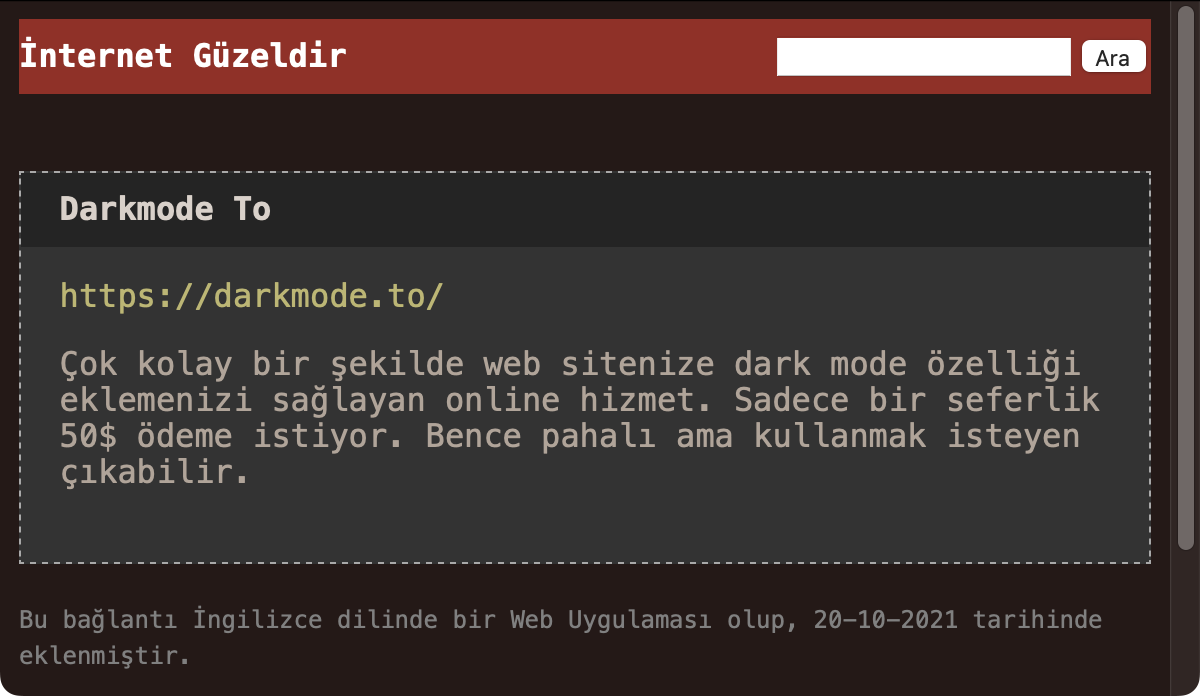 İnternet Güzeldir
Ara
Darkmode To
https://darkmode.to/
Çok kolay bir şekilde web sitenize dark mode özelliği
eklemenizi sağlayan online hizmet. Sadece bir seferlik
50$ ödeme istiyor. Bence pahalı ama kullanmak isteyen
çıkabilir.
Bu bağlantı İngilizce dilinde bir Web Uygulaması olup, 20-10-2021 tarihinde
eklenmiştir.